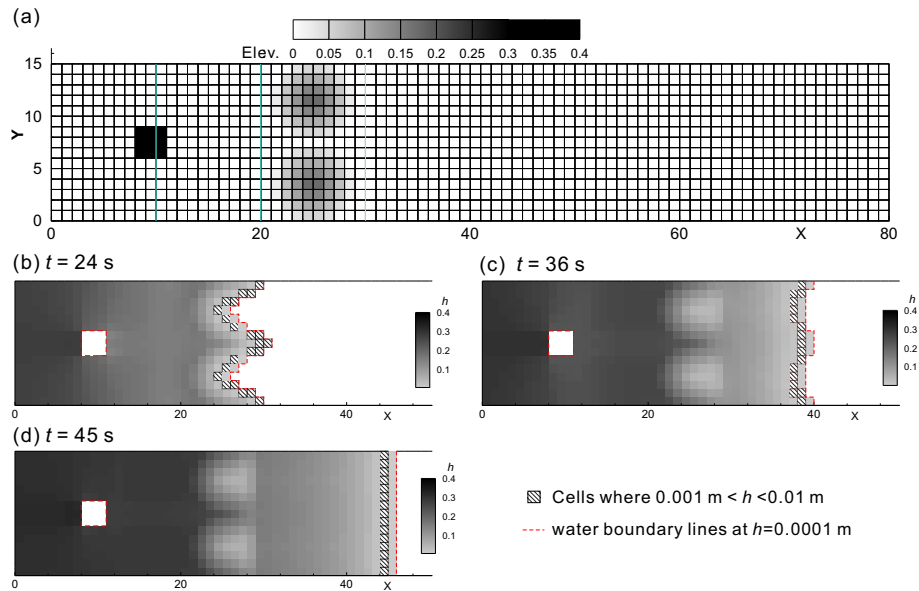 (a)
Elev. 0 0.05 0.1 0.15 0.2 0.25 0.3 0.35 0.4
15
10
Y
5
0
0 20 40 60 X 80
(b) t = 24 s
h
0.4
0.3
0.2
0.1
0 20 40 X
(c) t = 36 s
h
0.4
0.3
0.2
0.1
0 20 40 X
(d) t = 45 s
h
0.4
0.3
0.2
0.1
0 20 40 X
Cells where 0.001 m < h <0.01 m
water boundary lines at h=0.0001 m